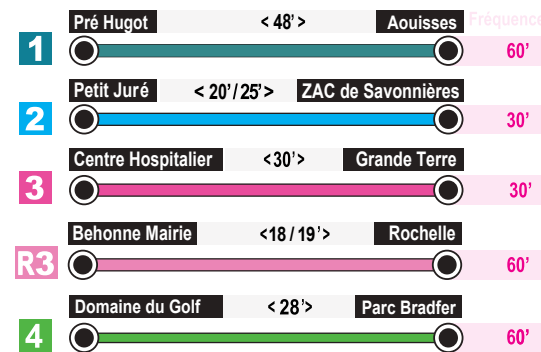 Pré Hugot < 48’ > Aouisses Fréquence
1 60’
Petit Juré < 20’ / 25’ > ZAC de Savonnières
2 30’
Centre Hospitalier <30’> Grande Terre
3 30’
Behonne Mairie <18 / 19’> Rochelle
R3 60’
Domaine du Golf < 28’> Parc Bradfer
4 60’